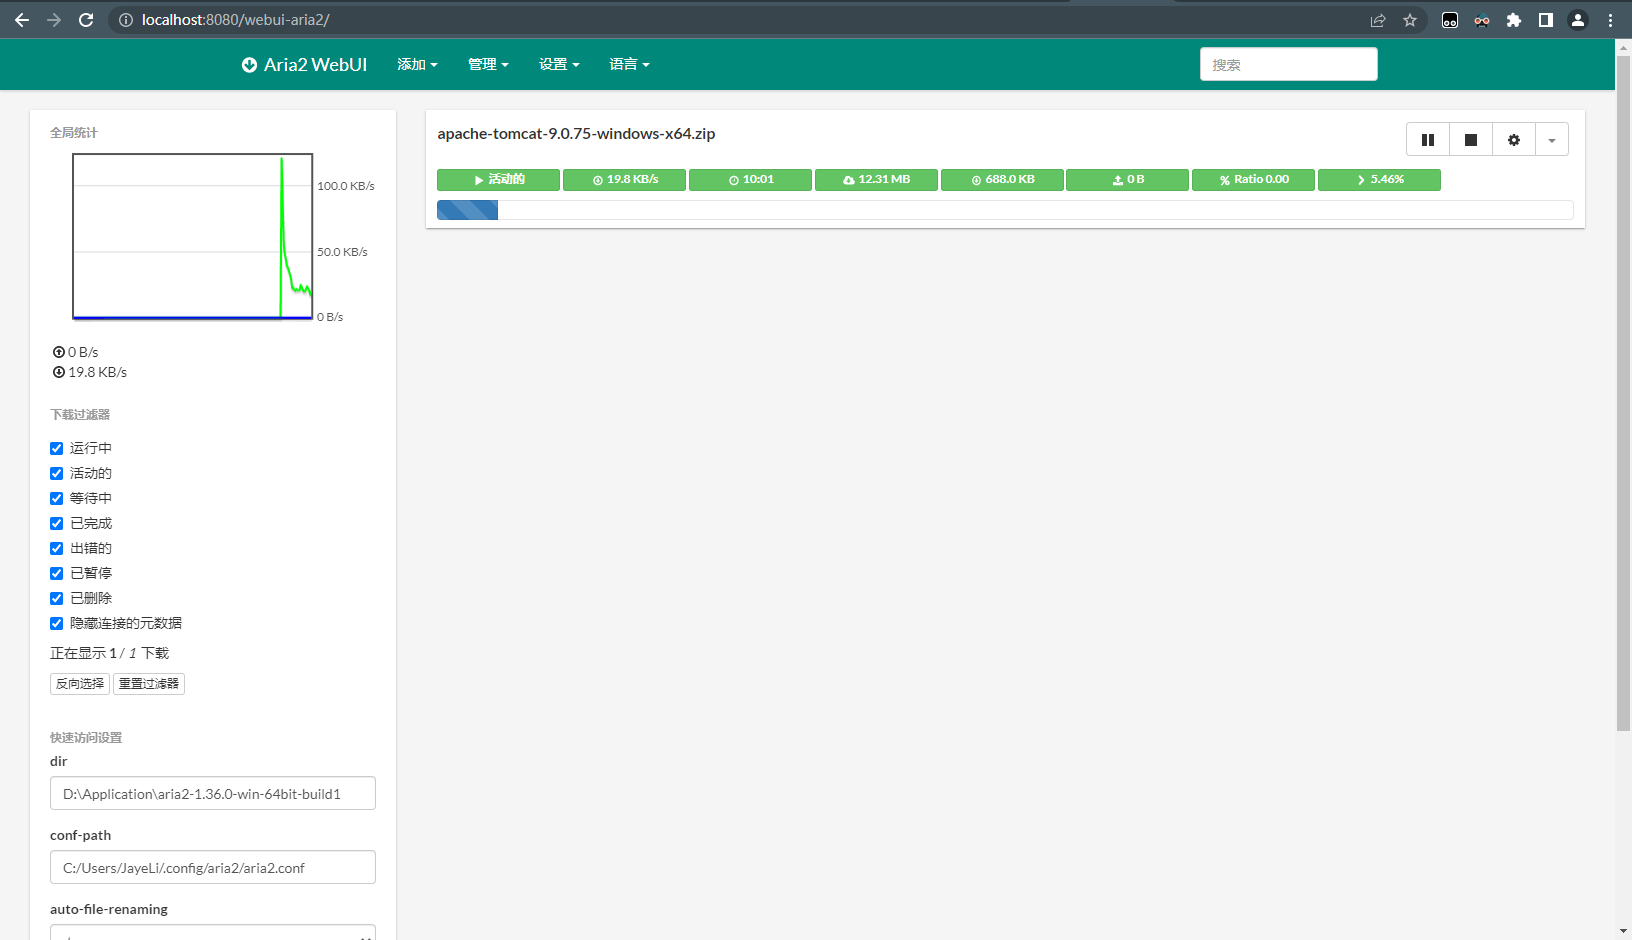 localhost:8080/webui-aria2/
Aria2 WebUI 添加 管理 设置 语言 搜索
全局统计
100.0 KB/s
50.0 KB/s
0 B/s
0 B/s
19.8 KB/s
下载过滤器
运行中
活动的
等待中
已完成
出错的
已暂停
已删除
隐藏连接的元数据
正在显示 1 / 1 下载
反向选择 重置过滤器
快速访问设置
dir
D:\Application\aria2-1.36.0-win-64bit-build1
conf-path
C:/Users/JayeLi/.config/aria2/aria2.conf
auto-file-renaming
apache-tomcat-9.0.75-windows-x64.zip
活动的 19.8 KB/s 10:01 12.31 MB 688.0 KB 0 B Ratio 0.00 5.46%